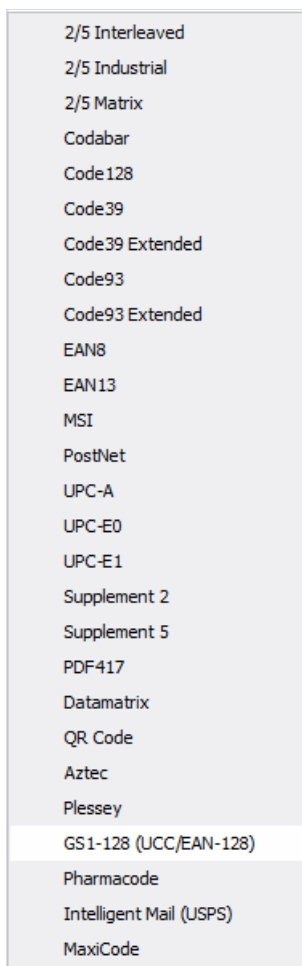 2/5 Interleaved
2/5 Industrial
2/5 Matrix
Codabar
Code128
Code39
Code39 Extended
Code93
Code93 Extended
EAN8
EAN13
MSI
PostNet
UPC-A
UPC-E0
UPC-E1
Supplement 2
Supplement 5
PDF417
Datamatrix
QR Code
Aztec
Plessey
GS1-128 (UCC/EAN-128)
Pharmacode
Intelligent Mail (USPS)
MaxiCode